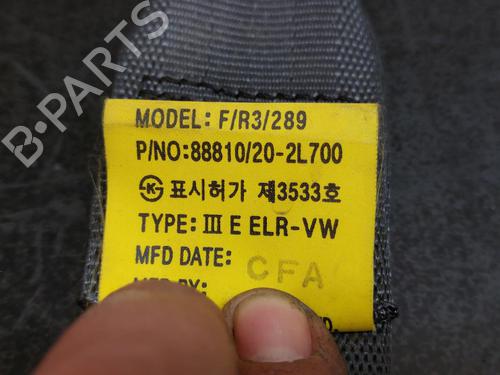 B-PARTS
MODEL: F/R3/289
P/NO:88810/20-2L700
표시허가 제3533호
TYPE: Ⅲ E ELR-VW
MFD DATE: CFA